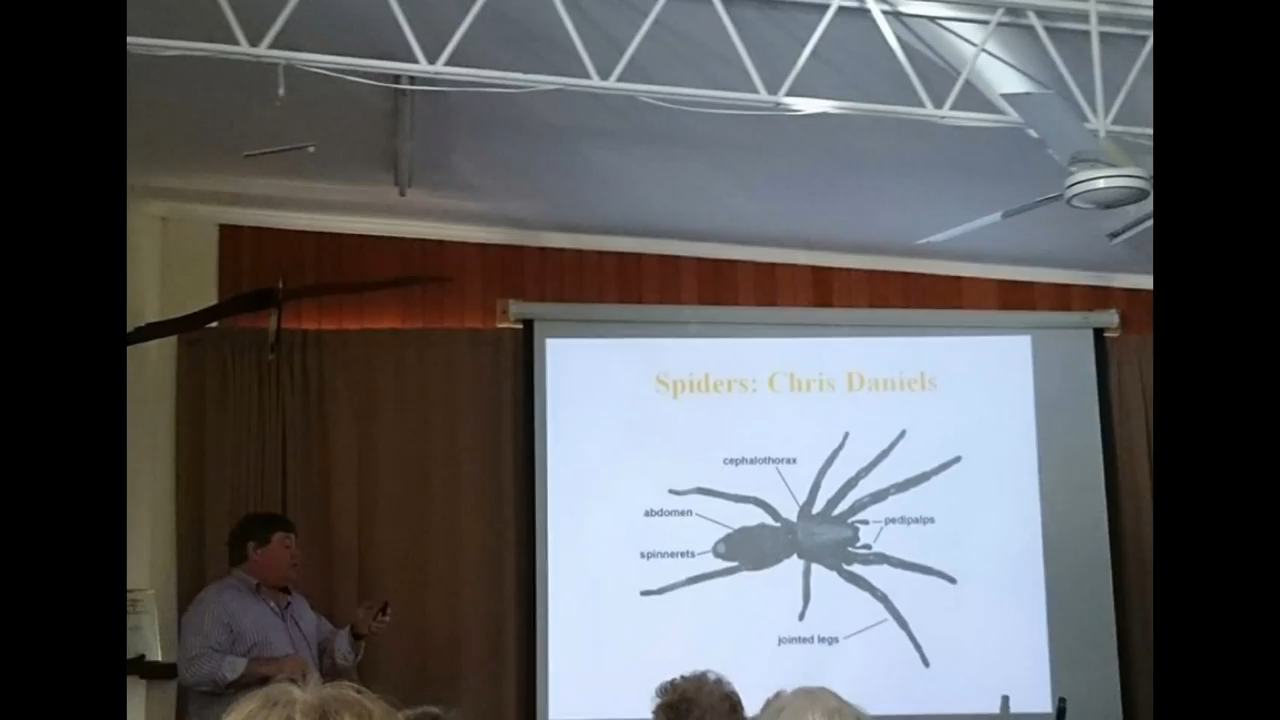 Spiders: Chris Daniels
cephalothorax
abdomen
pedipalps
spinnerets
jointed legs